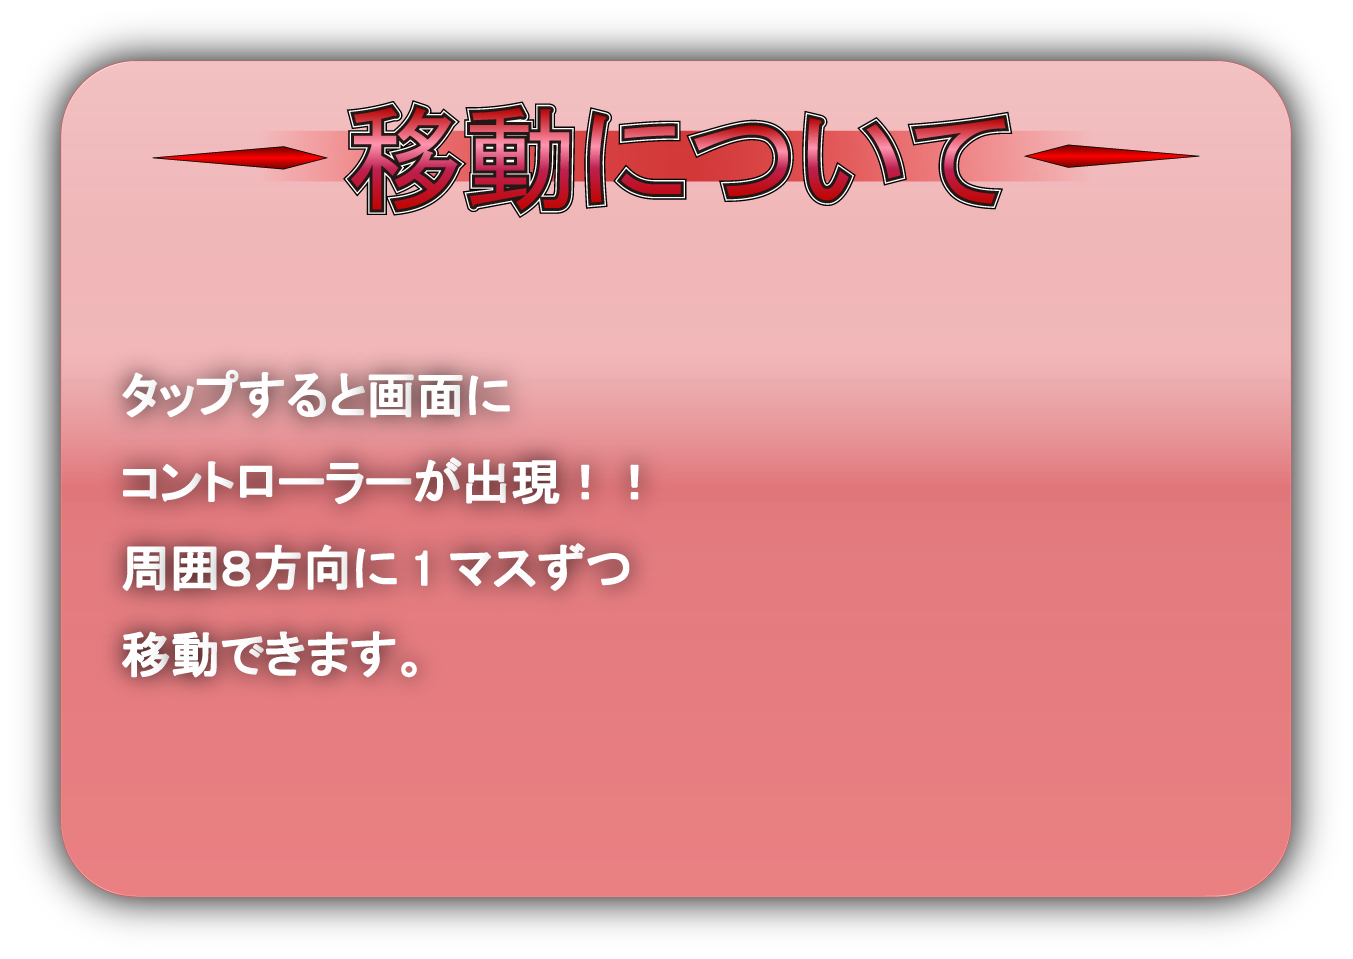 移動について
タップすると画面に
コントローラーが出現！！
周囲８方向に１マスずつ
移動できます。